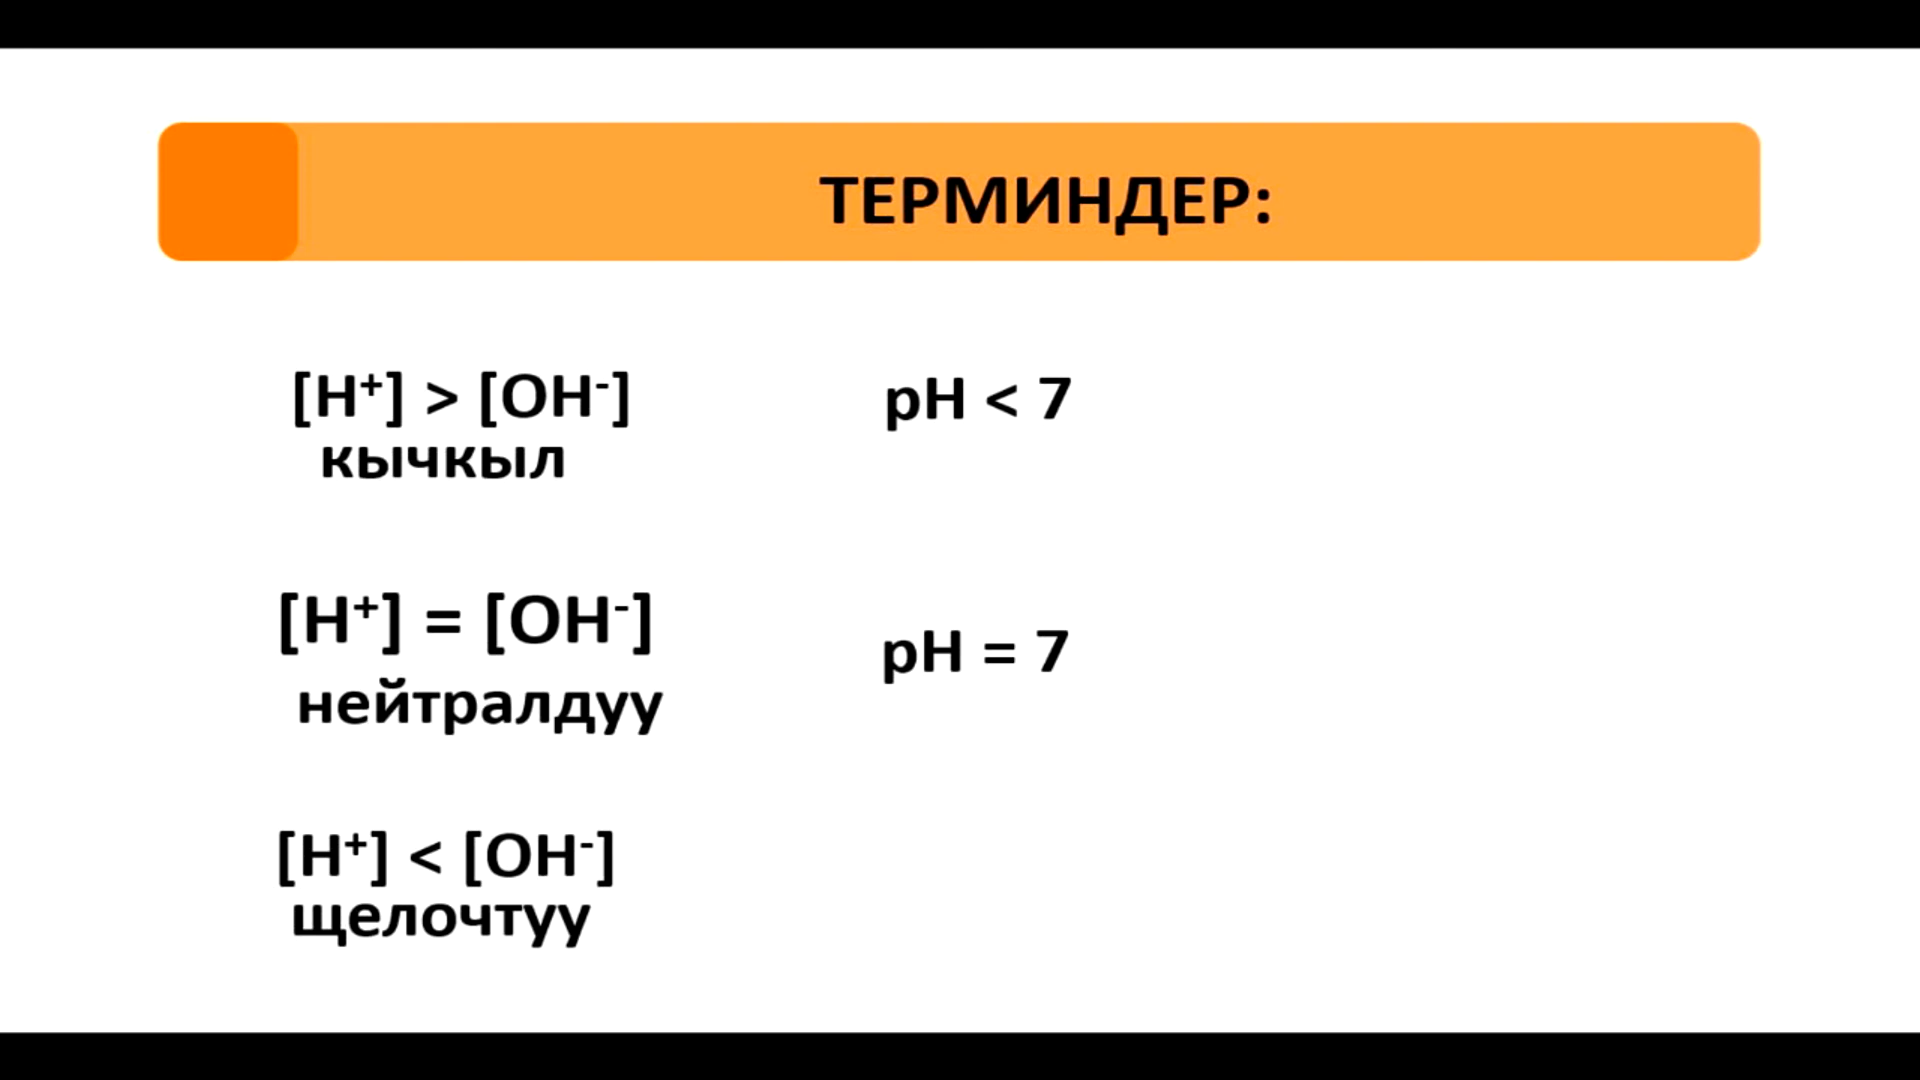 ТЕРМИНДЕР:
[H⁺] > [OH⁻]
pH < 7
кычкыл
[H⁺] = [OH⁻]
pH = 7
нейтралдуу
[H⁺] < [OH⁻]
щелочтуу